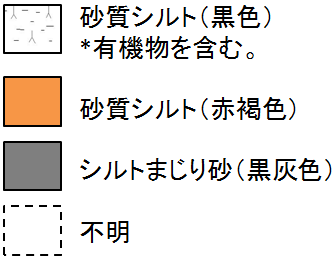 砂質シルト（黒色）
*有機物を含む。
砂質シルト（赤褐色）
シルトまじり砂（黒灰色）
不明